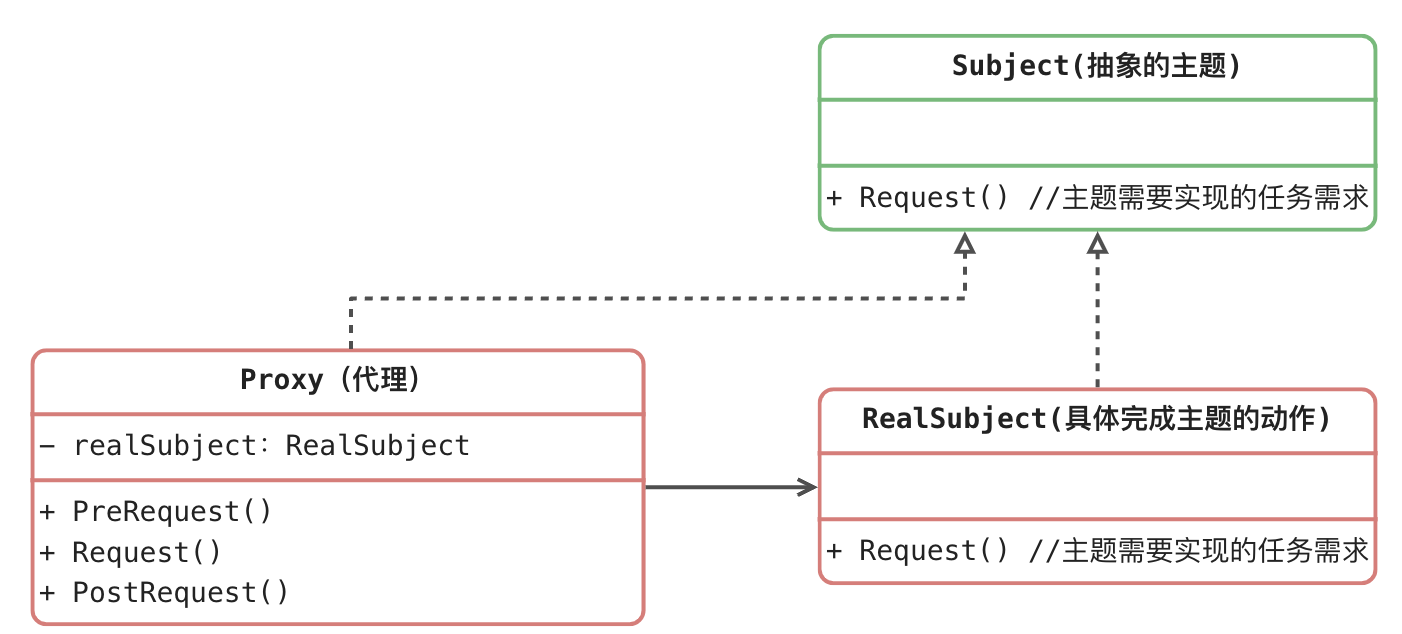 Subject(抽象的主题)
+ Request() //主题需要实现的任务需求
Proxy（代理）
- realSubject：RealSubject
+ PreRequest()
+ Request()
+ PostRequest()
RealSubject(具体完成主题的动作)
+ Request() //主题需要实现的任务需求